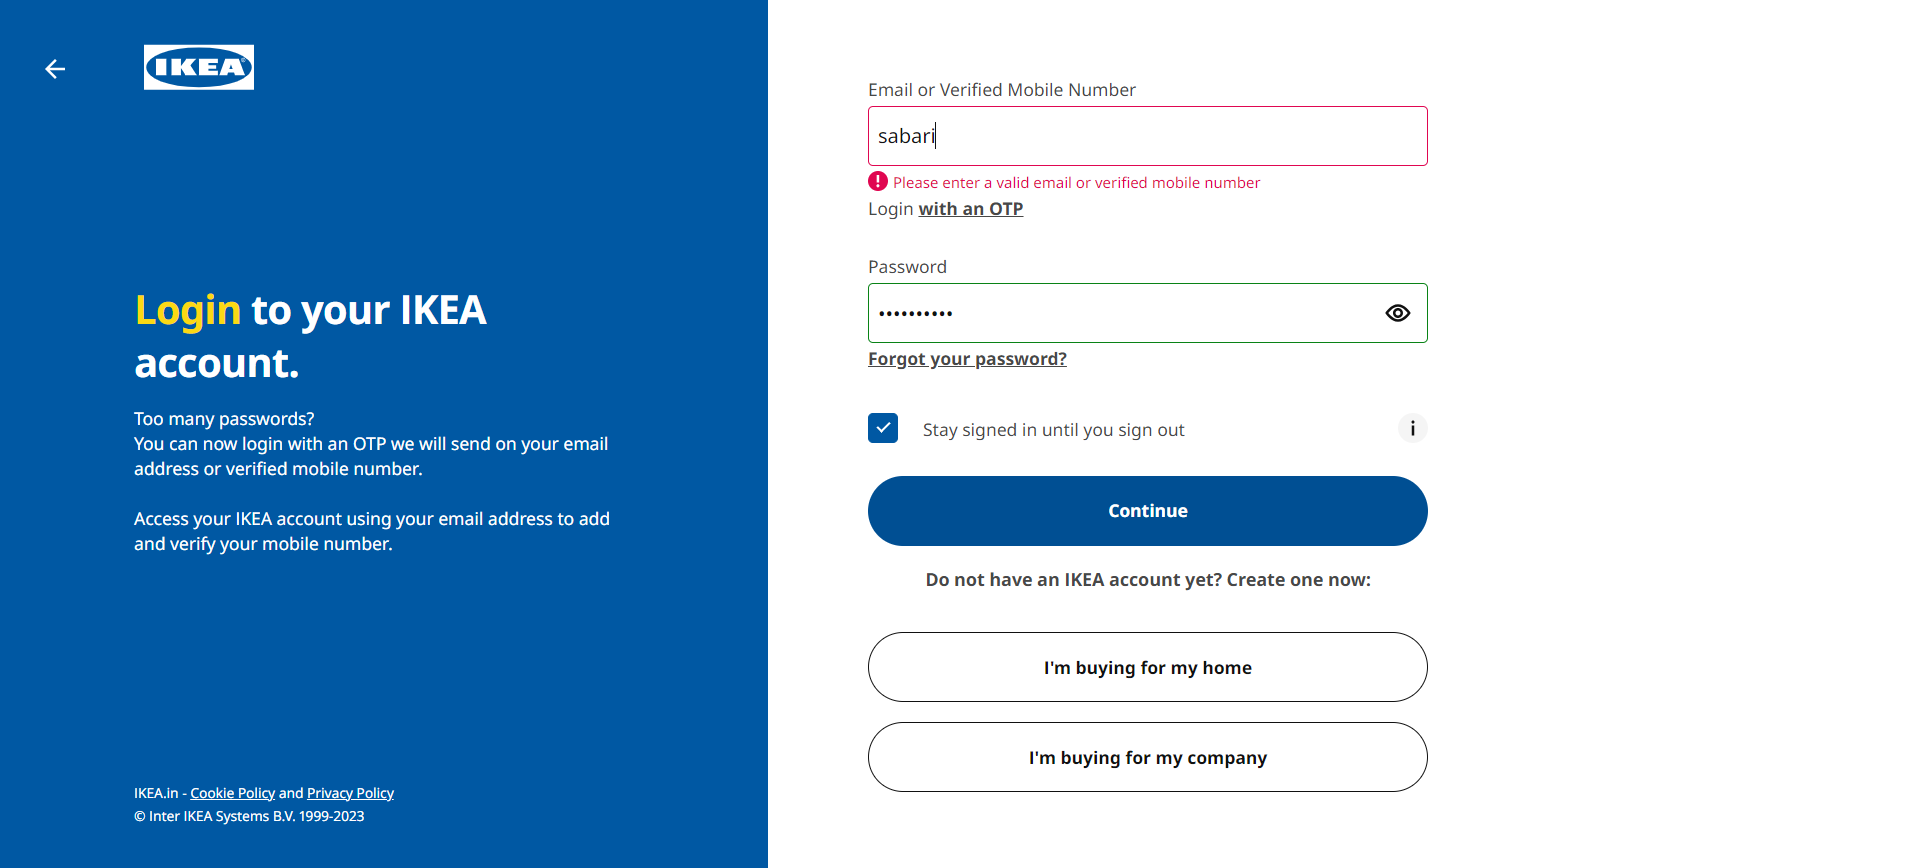 IKEA
Login to your IKEA
account.
Too many passwords?
You can now login with an OTP we will send on your email
address or verified mobile number.
Access your IKEA account using your email address to add
and verify your mobile number.
IKEA.in - Cookie Policy and Privacy Policy
© Inter IKEA Systems B.V. 1999-2023
Email or Verified Mobile Number
sabari
Please enter a valid email or verified mobile number
Login with an OTP
Password
••••••••••
Forgot your password?
Stay signed in until you sign out
Continue
Do not have an IKEA account yet? Create one now:
I'm buying for my home
I'm buying for my company